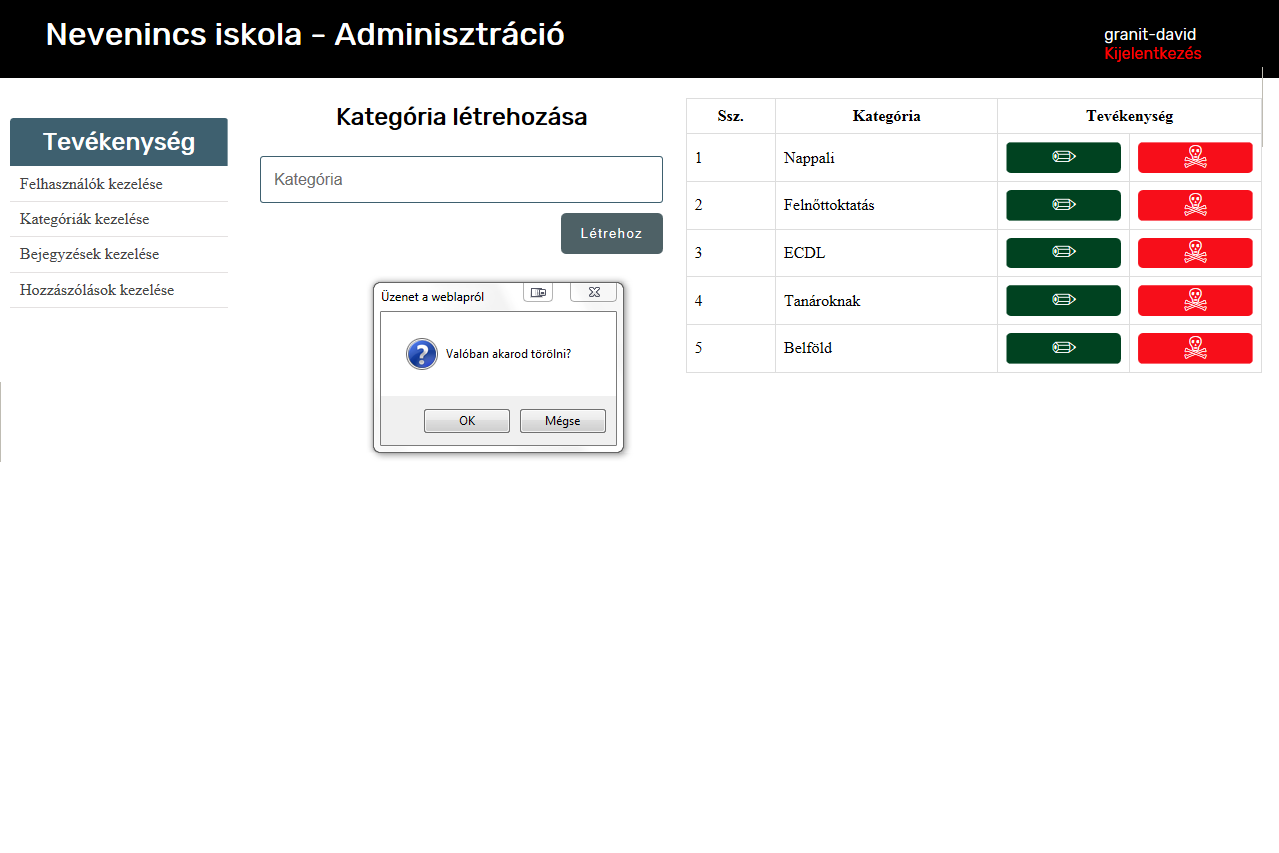 Nevenincs iskola - Adminisztráció
granit-david
Kijelentkezés
Tevékenység
Felhasználók kezelése
Kategóriák kezelése
Bejegyzések kezelése
Hozzászólások kezelése
Kategória létrehozása
Kategória
Létrehoz
Üzenet a weblapról
Valóban akarod törölni?
OK Mégse
Ssz. Kategória Tevékenység
1 Nappali
2 Felnőttoktatás
3 ECDL
4 Tanároknak
5 Belföld